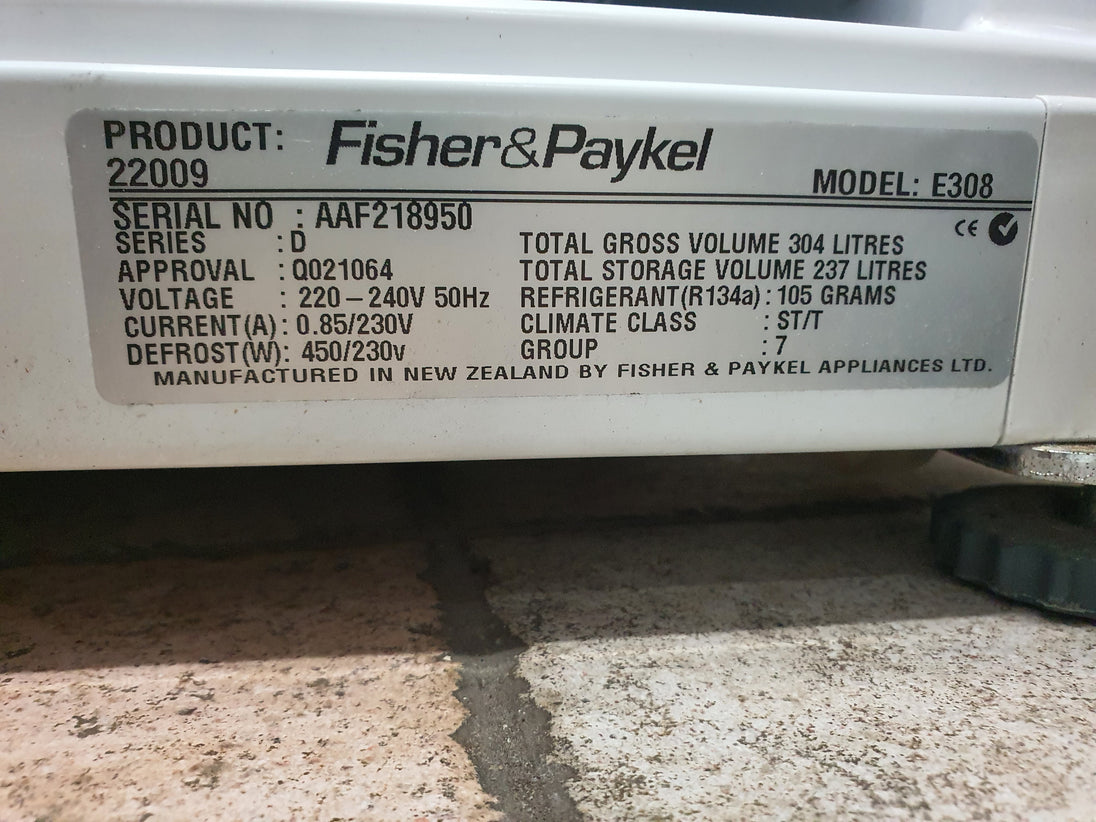 PRODUCT: Fisher&Paykel
22009 MODEL: E308
SERIAL NO : AAF218950
SERIES : D TOTAL GROSS VOLUME 304 LITRES
APPROVAL : Q021064 TOTAL STORAGE VOLUME 237 LITRES
VOLTAGE : 220–240V 50Hz REFRIGERANT(R134a): 105 GRAMS
CURRENT(A): 0.85/230V CLIMATE CLASS : ST/T
DEFROST(W): 450/230v GROUP : 7
MANUFACTURED IN NEW ZEALAND BY FISHER & PAYKEL APPLIANCES LTD.